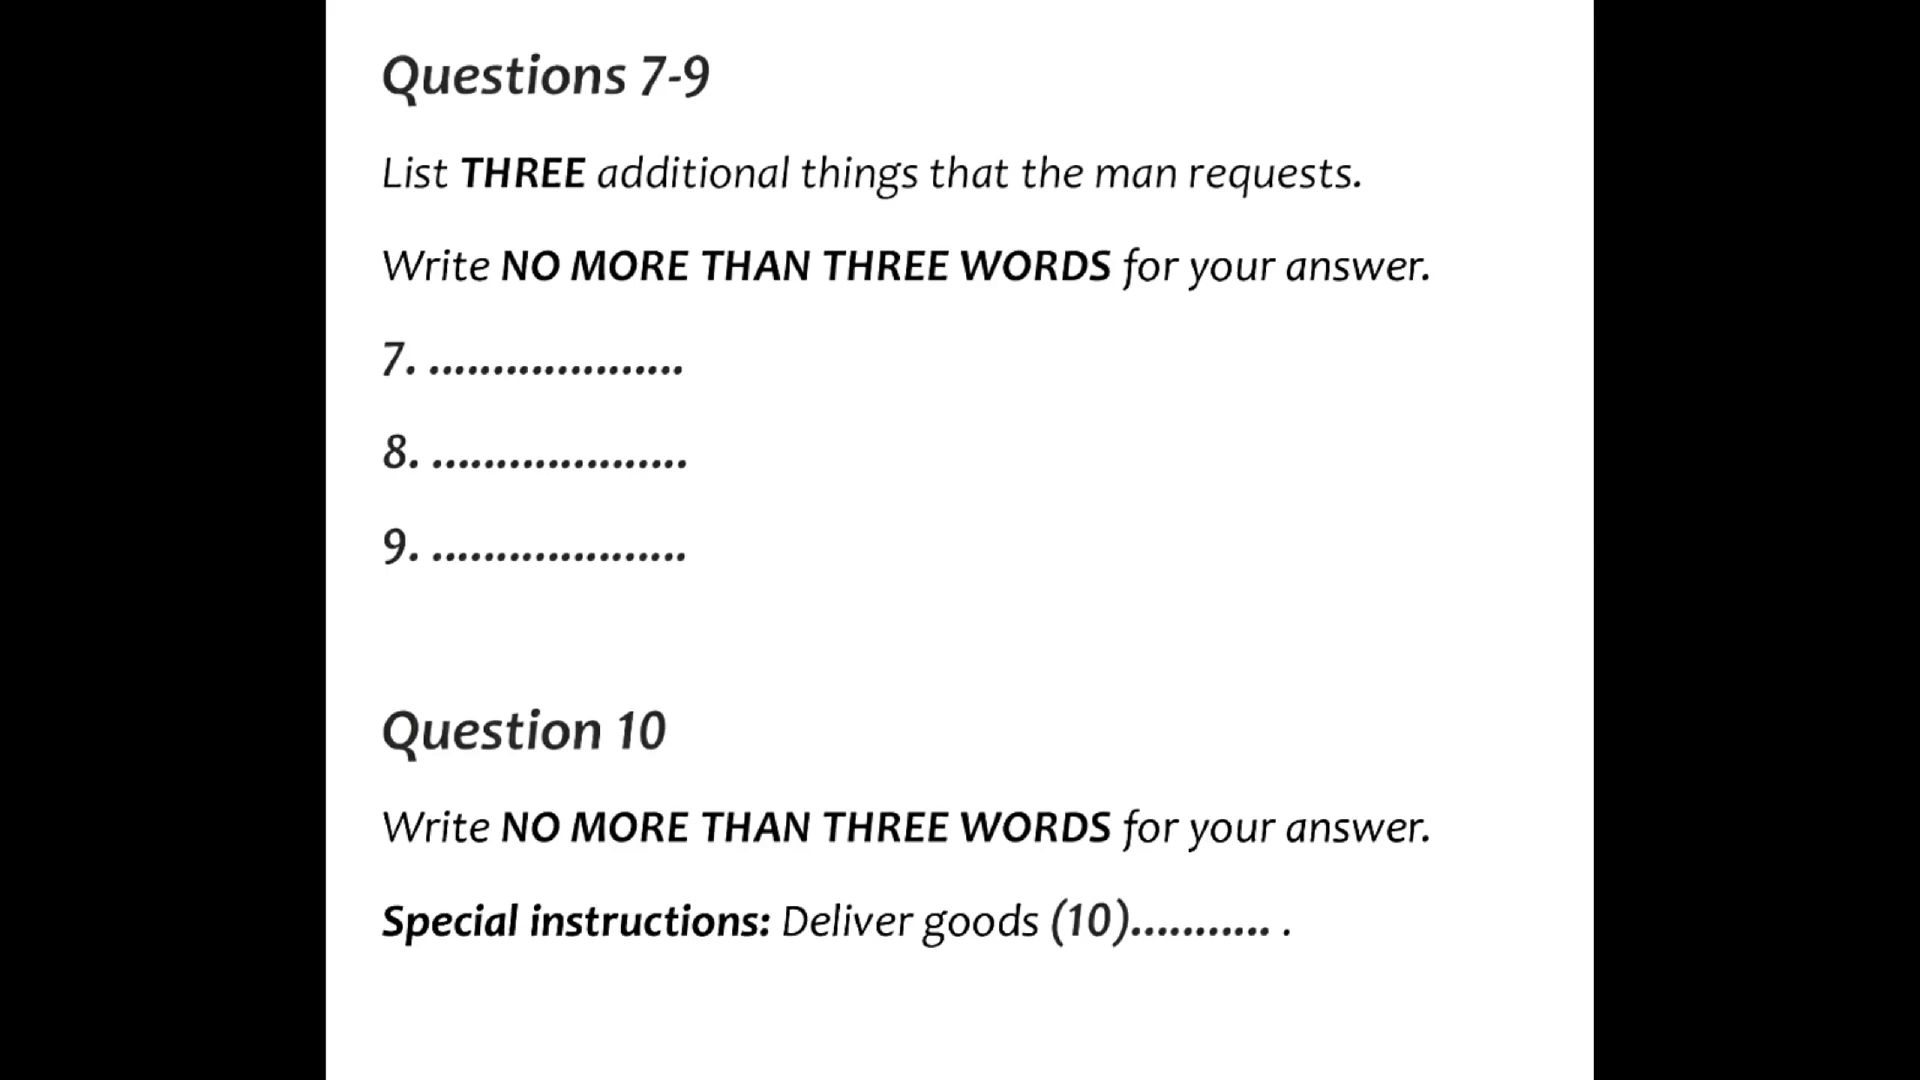 Questions 7-9
List THREE additional things that the man requests.
Write NO MORE THAN THREE WORDS for your answer.
7. ....................
8. ....................
9. ....................
Question 10
Write NO MORE THAN THREE WORDS for your answer.
Special instructions: Deliver goods (10)........... .